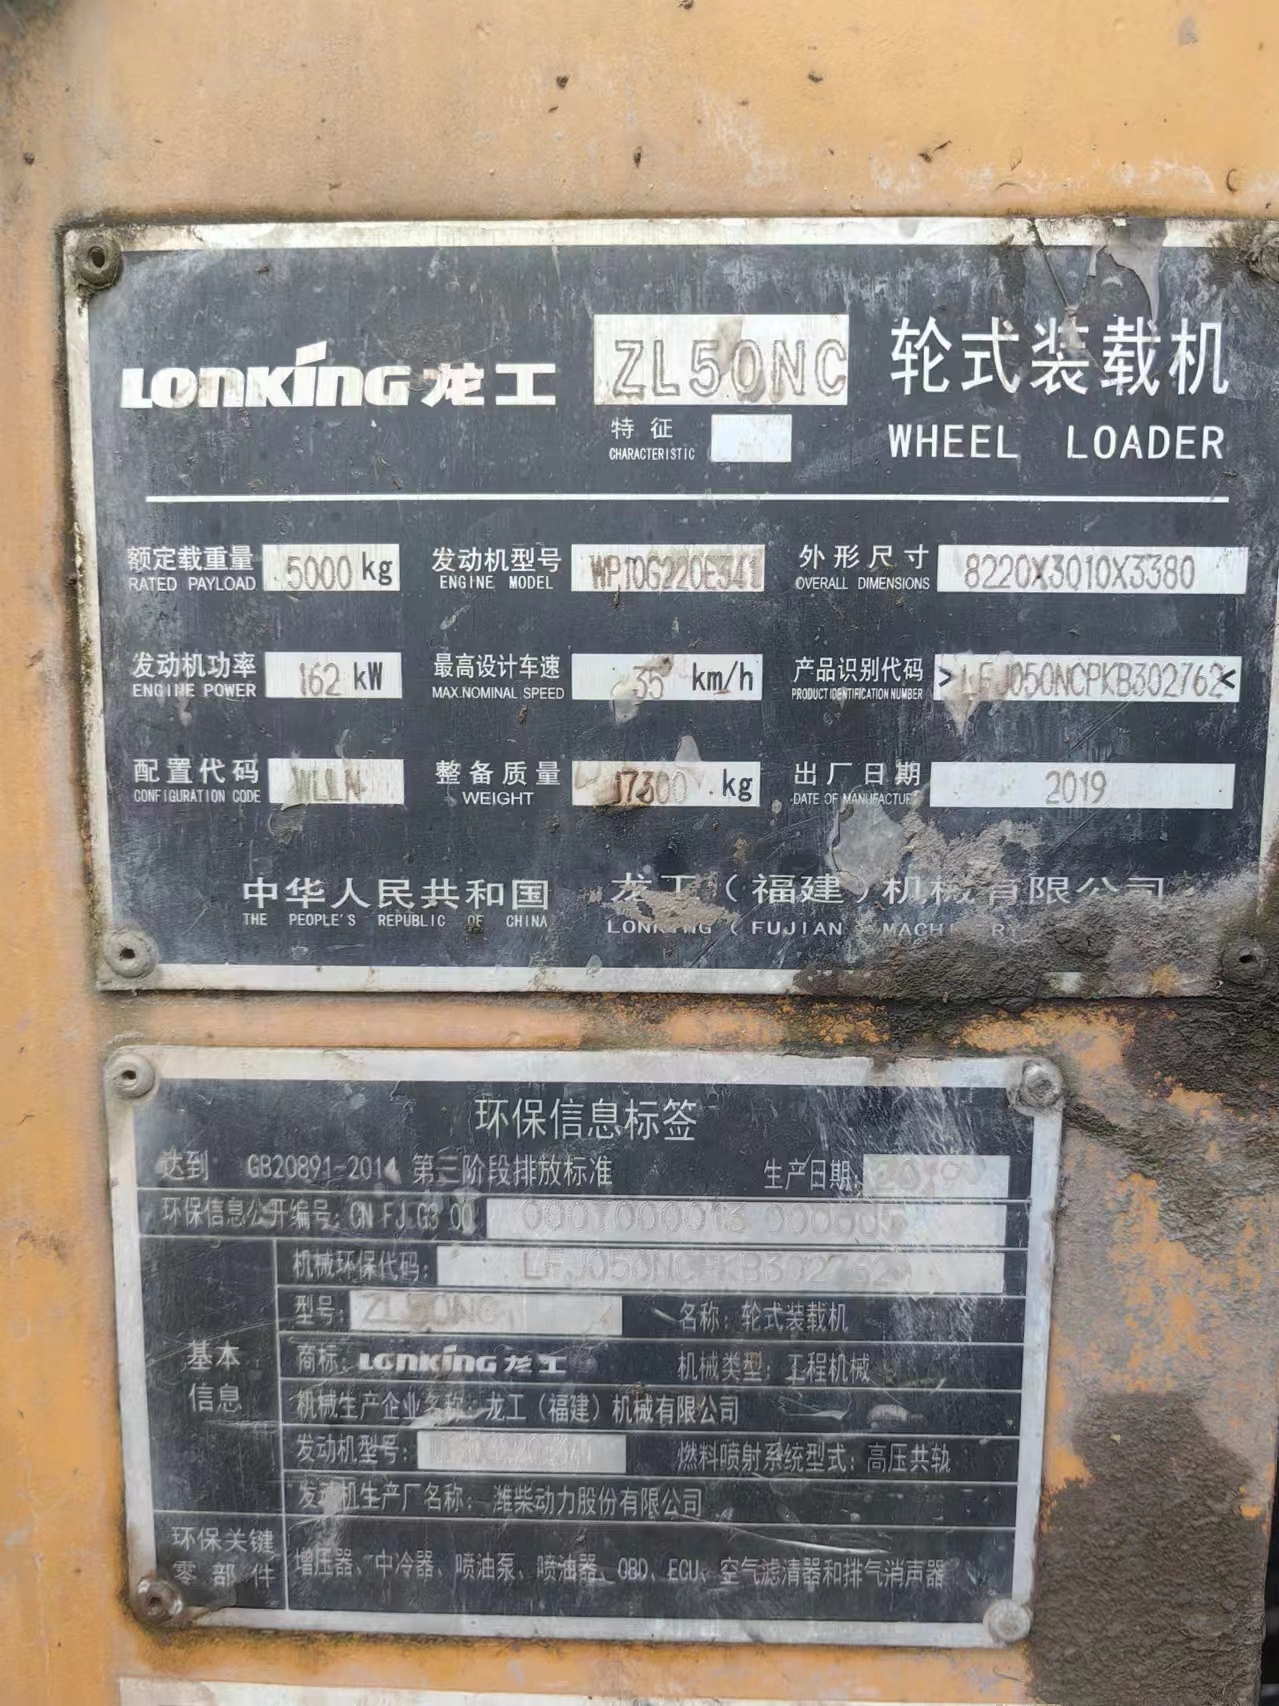 LONKING 龙工 ZL50NC 轮式装载机
特征 CHARACTERISTIC WHEEL LOADER
额定载重量 RATED PAYLOAD 5000 kg 发动机型号 ENGINE MODEL WP10G220E341 外形尺寸 OVERALL DIMENSIONS 8220X3010X3380
发动机功率 ENGINE POWER 162 kW 最高设计车速 MAX.NOMINAL SPEED 35 km/h 产品识别代码 PRODUCT IDENTIFICATION NUMBER >LFJ050NCPKB302762<
配置代码 CONFIGURATION CODE 整备质量 WEIGHT 17300 kg 出厂日期 DATE OF MANUFACTURE 2019
中华人民共和国 龙工（福建）机械有限公司
THE PEOPLE'S REPUBLIC OF CHINA LONKING (FUJIAN) MACHINERY
环保信息标签
达到 GB20891-2014 第三阶段排放标准 生产日期: 2019
环保信息公开编号: CN FJ G3 00
机械环保代码: LFJ050NCPKB302762
型号: ZL50NC 名称: 轮式装载机
基本信息
商标: LONKING 龙工 机械类型: 工程机械
机械生产企业名称: 龙工（福建）机械有限公司
发动机型号: 燃料喷射系统型式: 高压共轨
发动机生产厂名称: 潍柴动力股份有限公司
环保关键零部件 增压器、中冷器、喷油泵、喷油器、OBD、ECU、空气滤清器和排气消声器